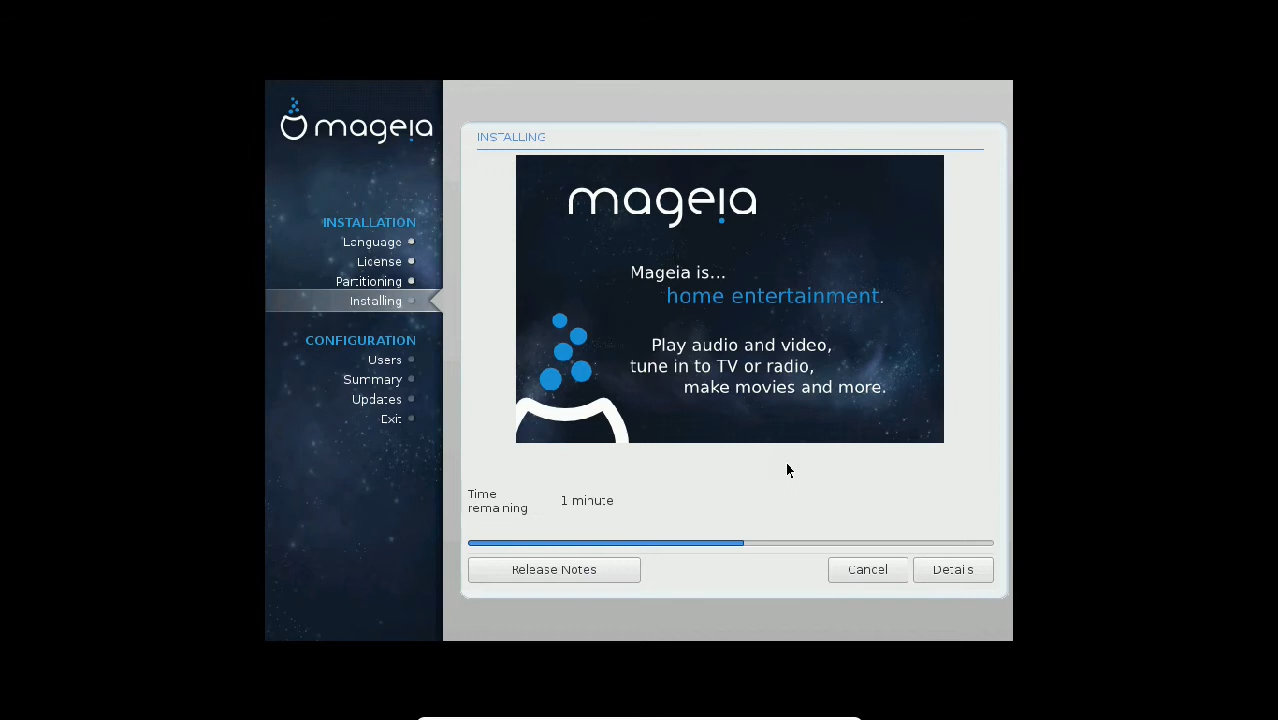 mageia
INSTALLATION
Language
License
Partitioning
Installing
CONFIGURATION
Users
Summary
Updates
Exit
INSTALLING
mageia
Mageia is...
home entertainment.
Play audio and video,
tune in to TV or radio,
make movies and more.
Time
remaining
1 minute
Release Notes
Cancel
Details